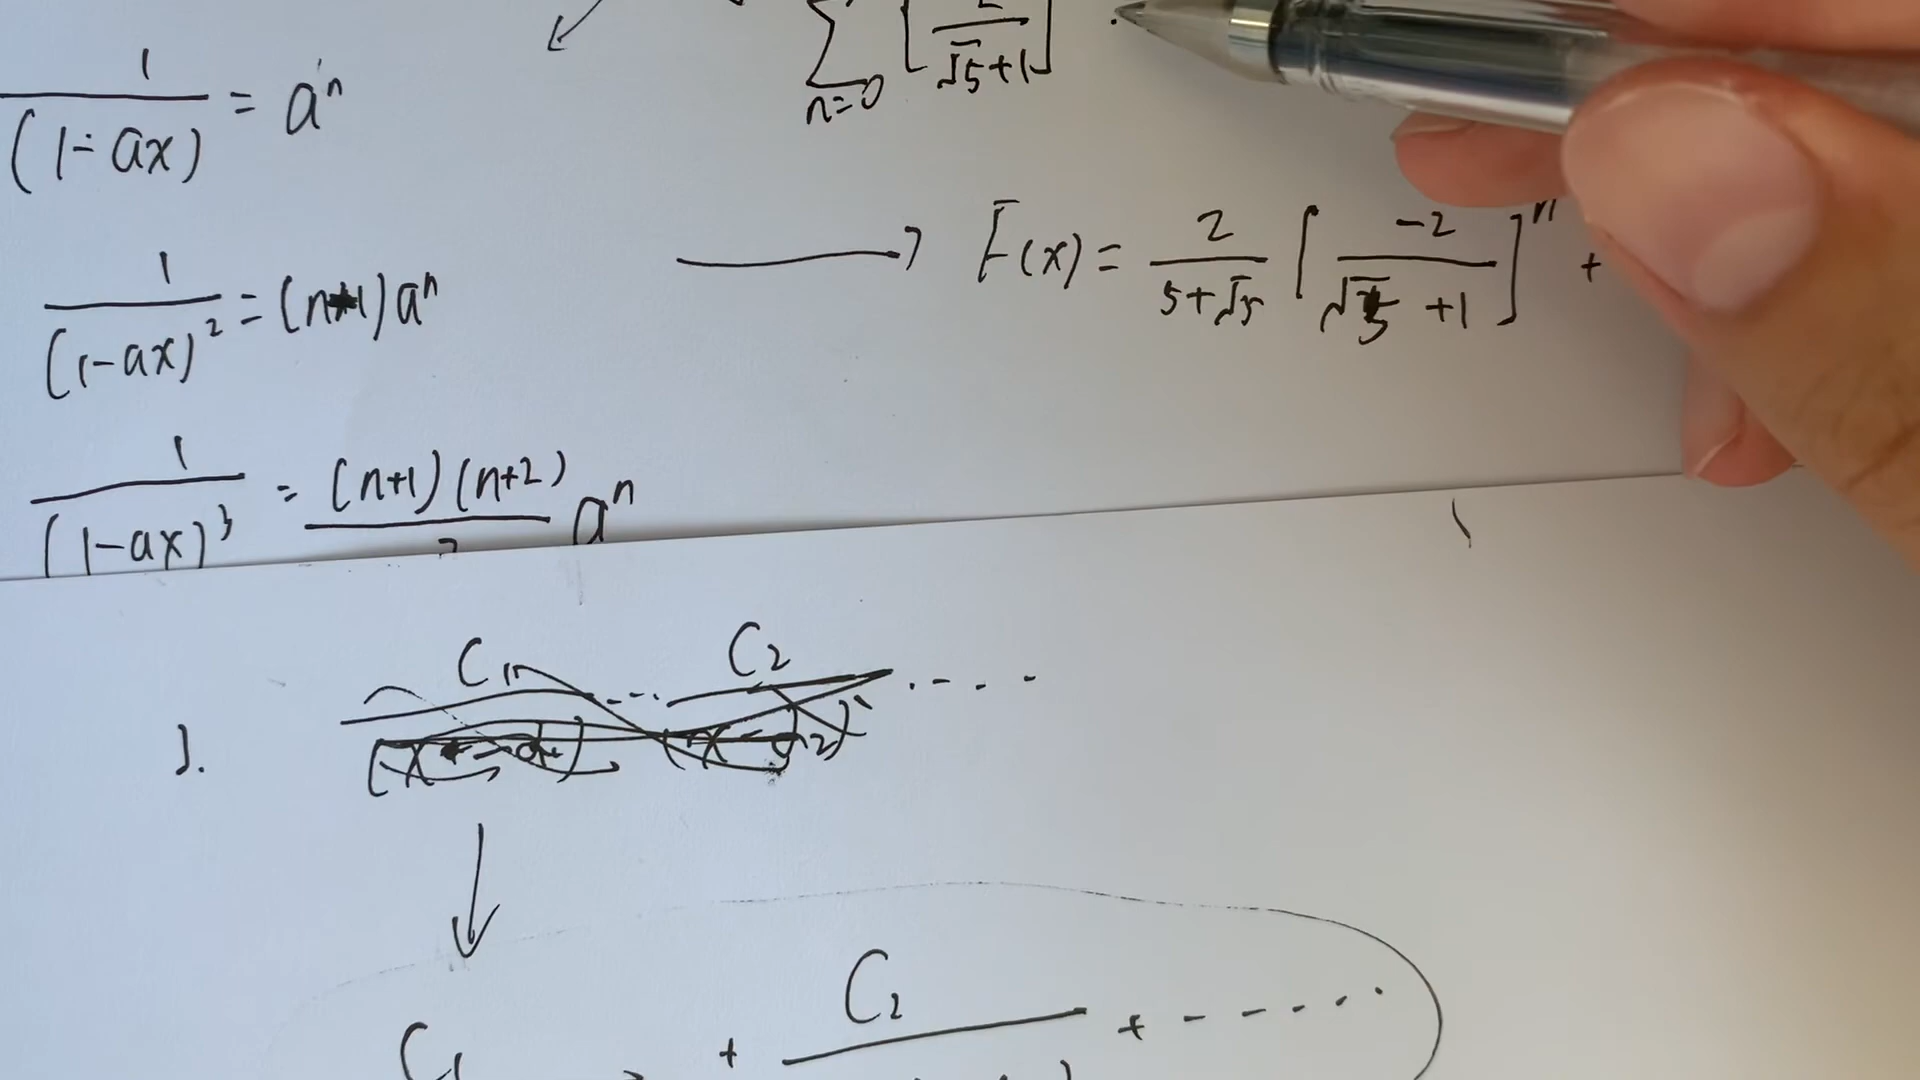 1/(1-ax) = a^n
∑ n=0 [2/(√5+1)]
1/(1-ax)^2 = (n+1)a^n
⟶ F(x) = 2/(5+√5) [-2/(√5+1)]^n +
1/(1-ax)^3 = (n+1)(n+2)/2 a^n
C1 ... C2 ....
1.
C1 + C2 + ......